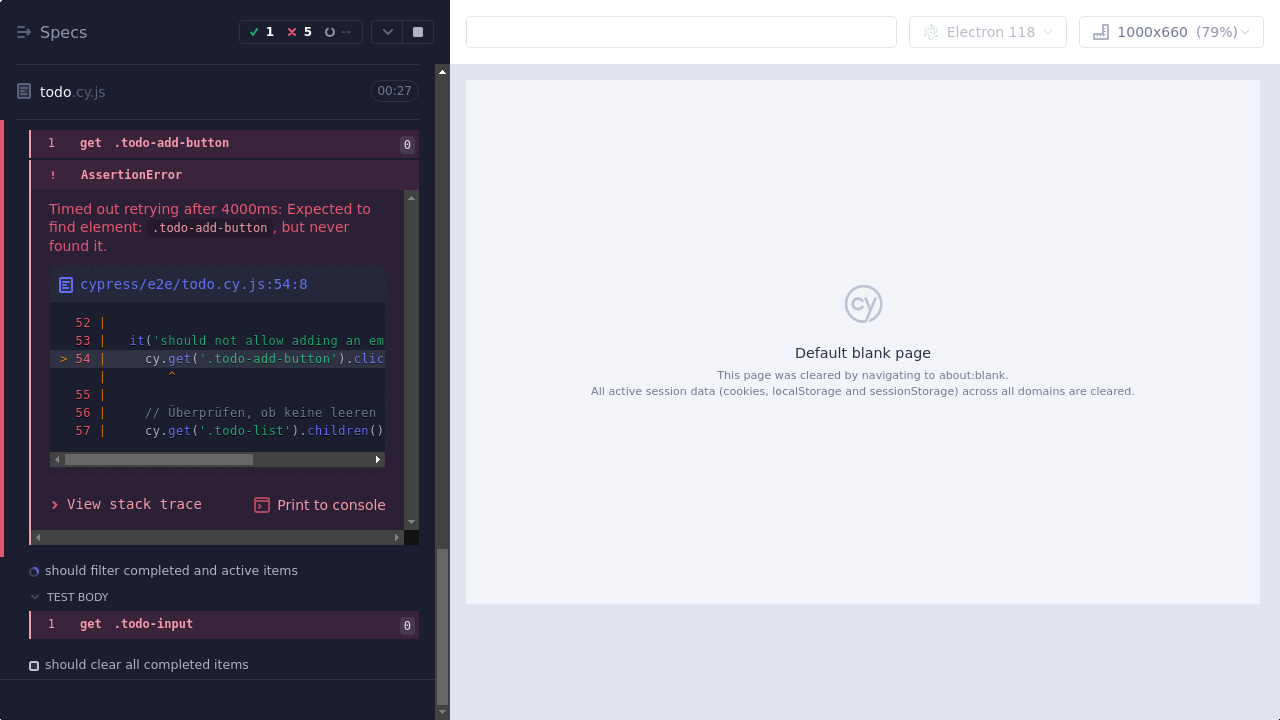 Specs
1
5
--
Electron 118
1000x660 (79%)
todo.cy.js
00:27
1 get .todo-add-button 0
! AssertionError
Timed out retrying after 4000ms: Expected to
find element: .todo-add-button, but never
found it.
cypress/e2e/todo.cy.js:54:8
52 |
53 | it('should not allow adding an em
> 54 | cy.get('.todo-add-button').clic
| ^
55 |
56 | // Überprüfen, ob keine leeren
57 | cy.get('.todo-list').children()
View stack trace
Print to console
should filter completed and active items
TEST BODY
1 get .todo-input 0
should clear all completed items
cy
Default blank page
This page was cleared by navigating to about:blank.
All active session data (cookies, localStorage and sessionStorage) across all domains are cleared.